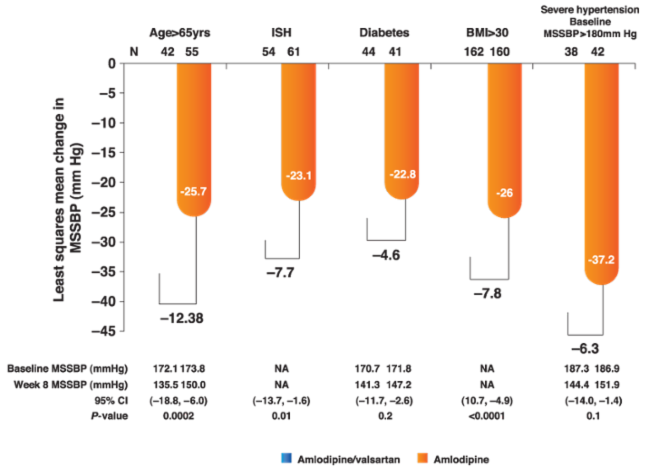 Severe hypertension
Baseline
Age>65yrs ISH Diabetes BMI>30 MSSBP>180mm Hg
N 42 55 54 61 44 41 162 160 38 42
0
−5
−10
−15
−20
−25
−30
−35
−40
−45
Least squares mean change in
MSSBP (mm Hg)
-25.7 -23.1 -22.8 -26 -37.2
−12.38 −7.7 −4.6 −7.8 −6.3
Baseline MSSBP (mmHg) 172.1 173.8 NA 170.7 171.8 NA 187.3 186.9
Week 8 MSSBP (mmHg) 135.5 150.0 NA 141.3 147.2 NA 144.4 151.9
95% CI (−18.8, −6.0) (−13.7, −1.6) (−11.7, −2.6) (10.7, −4.9) (−14.0, −1.4)
P-value 0.0002 0.01 0.2 <0.0001 0.1
Amlodipine/valsartan Amlodipine